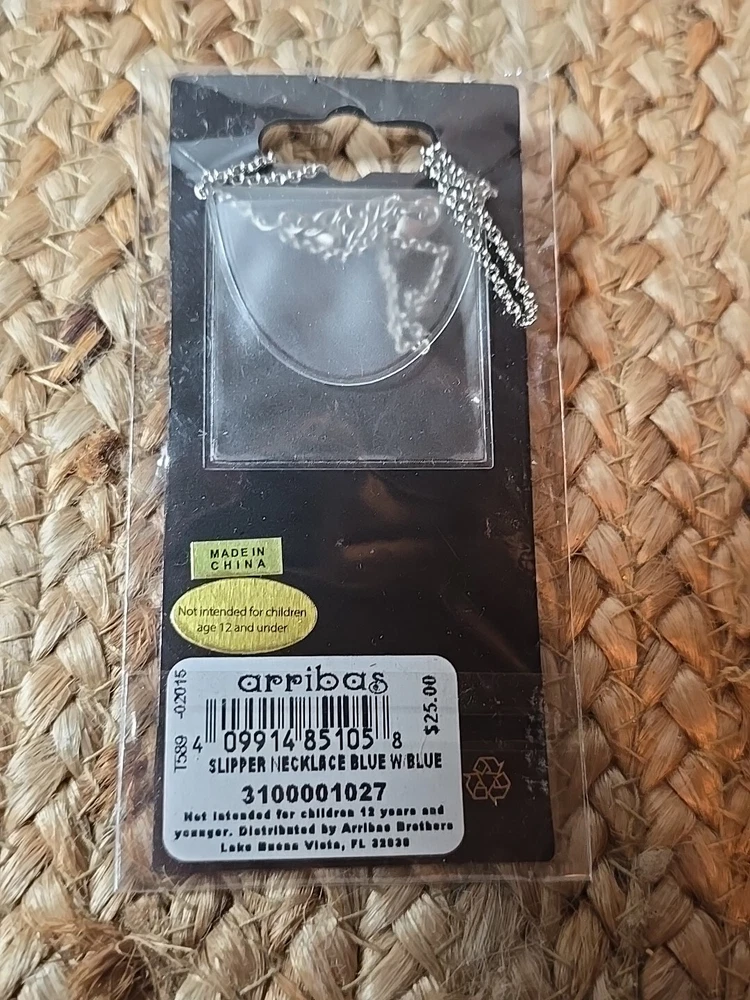 MADE IN
CHINA
Not intended for children
age 12 and under
arribas
T589 -02015
$25.00
4 09914 85105 8
SLIPPER NECKLACE BLUE W/BLUE
3100001027
Not intended for children 12 years and
younger. Distributed by Arribas Brothers
Lake Buena Vista, FL 32830